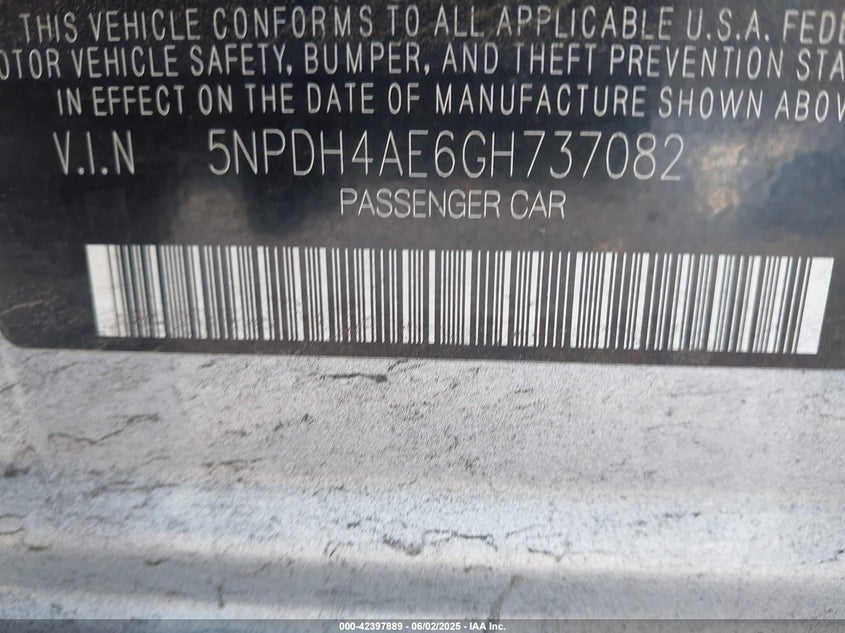 THIS VEHICLE CONFORMS TO ALL APPLICABLE U.S.A. FEDE
OTOR VEHICLE SAFETY, BUMPER, AND THEFT PREVENTION STA
IN EFFECT ON THE DATE OF MANUFACTURE SHOWN ABOV
V.I.N 5NPDH4AE6GH737082
PASSENGER CAR
000-42397889 - 06/02/2025 - IAA Inc.